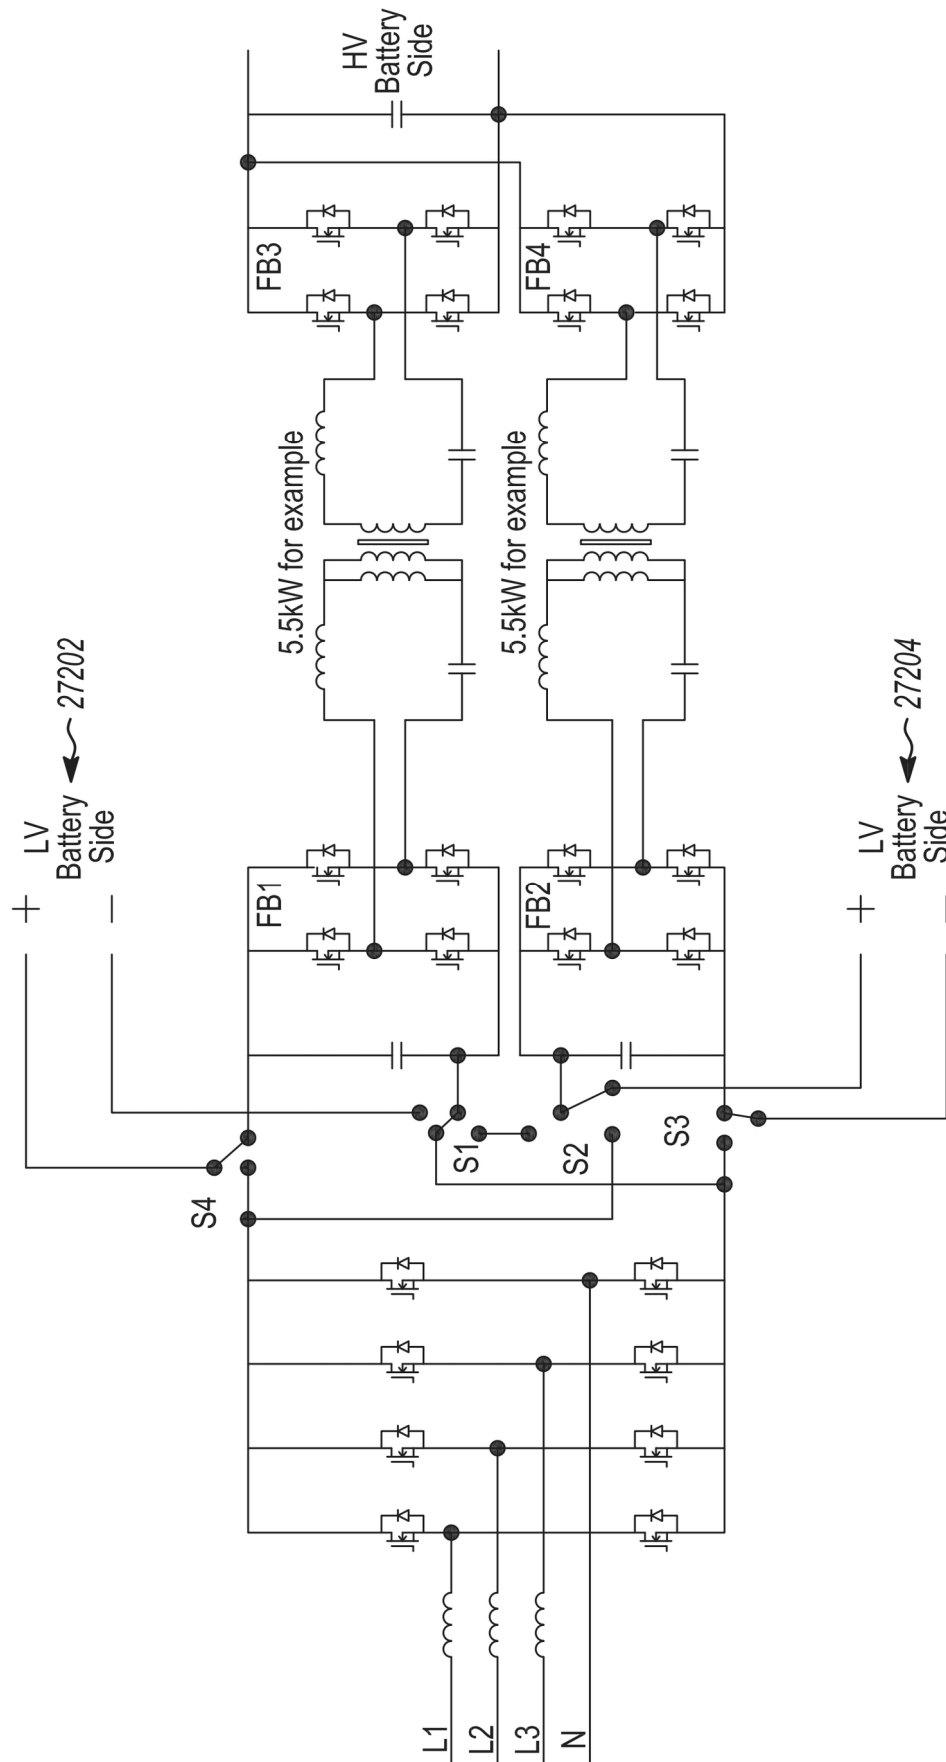 LV
Battery
Side
27202
HV
Battery
Side
S4
FB1
5.5kW for example
FB3
L1
L2
L3
N
S1
S2
S3
FB2
5.5kW for example
FB4
LV
Battery
Side
27204
+
−
+
−